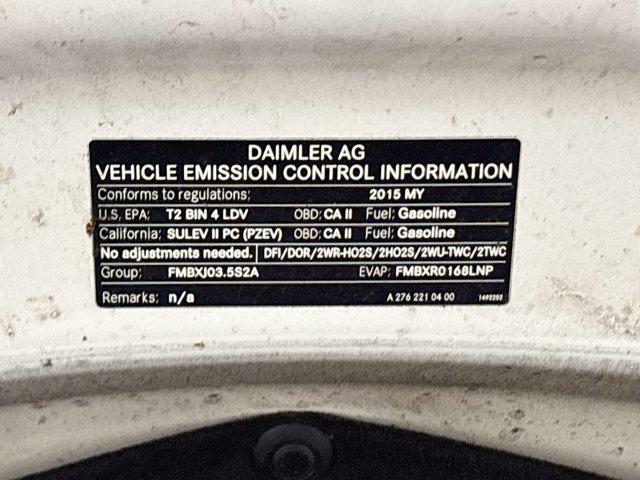 DAIMLER AG
VEHICLE EMISSION CONTROL INFORMATION
Conforms to regulations: 2015 MY
U.S. EPA: T2 BIN 4 LDV OBD: CA II Fuel: Gasoline
California: SULEV II PC (PZEV) OBD: CA II Fuel: Gasoline
No adjustments needed. DFI/DOR/2WR-HO2S/2HO2S/2WU-TWC/2TWC
Group: FMBXJ03.5S2A EVAP: FMBXR0168LNP
Remarks: n/a A 276 221 04 00 1492252